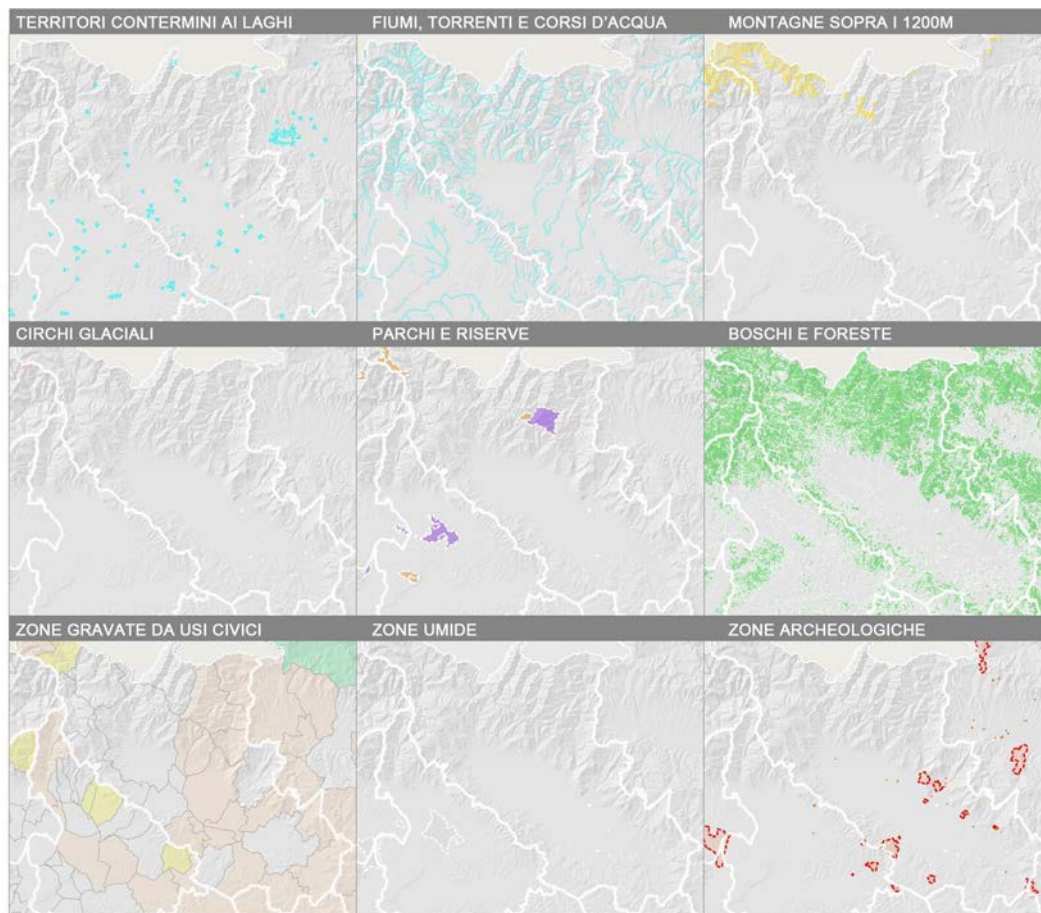 TERRITORI CONTERMINI AI LAGHI
FIUMI, TORRENTI E CORSI D'ACQUA
MONTAGNE SOPRA I 1200M
CIRCHI GLACIALI
PARCHI E RISERVE
BOSCHI E FORESTE
ZONE GRAVATE DA USI CIVICI
ZONE UMIDE
ZONE ARCHEOLOGICHE